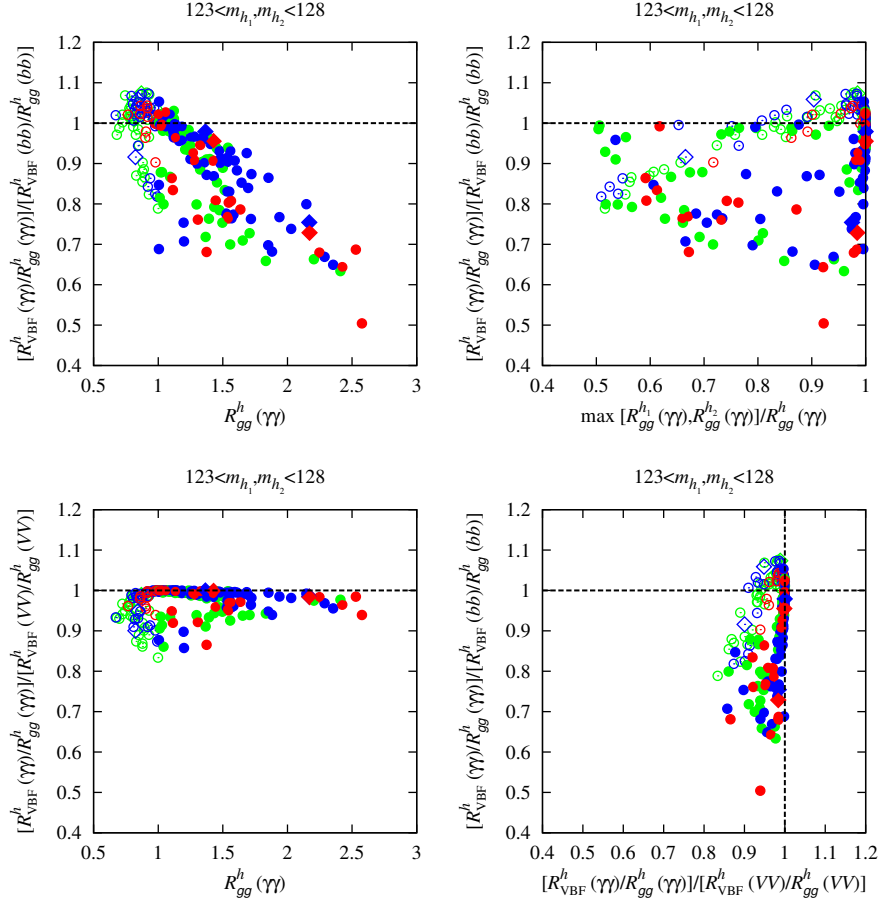 123<m_{h_1},m_{h_2}<128
[R^h_{VBF}(γγ)/R^h_{gg}(γγ)]/[R^h_{VBF}(bb)/R^h_{gg}(bb)]
1.2
1.1
1
0.9
0.8
0.7
0.6
0.5
0.4
0.5 1 1.5 2 2.5 3
R^h_{gg}(γγ)
123<m_{h_1},m_{h_2}<128
[R^h_{VBF}(γγ)/R^h_{gg}(γγ)]/[R^h_{VBF}(bb)/R^h_{gg}(bb)]
1.2
1.1
1
0.9
0.8
0.7
0.6
0.5
0.4
0.4 0.5 0.6 0.7 0.8 0.9 1
max [R^{h_1}_{gg}(γγ),R^{h_2}_{gg}(γγ)]/R^h_{gg}(γγ)
123<m_{h_1},m_{h_2}<128
[R^h_{VBF}(γγ)/R^h_{gg}(γγ)]/[R^h_{VBF}(VV)/R^h_{gg}(VV)]
1.2
1.1
1
0.9
0.8
0.7
0.6
0.5
0.4
0.5 1 1.5 2 2.5 3
R^h_{gg}(γγ)
123<m_{h_1},m_{h_2}<128
[R^h_{VBF}(γγ)/R^h_{gg}(γγ)]/[R^h_{VBF}(bb)/R^h_{gg}(bb)]
1.2
1.1
1
0.9
0.8
0.7
0.6
0.5
0.4
0.4 0.5 0.6 0.7 0.8 0.9 1 1.1 1.2
[R^h_{VBF}(γγ)/R^h_{gg}(γγ)]/[R^h_{VBF}(VV)/R^h_{gg}(VV)]